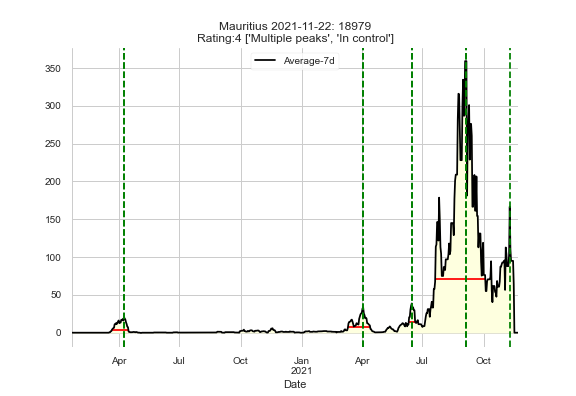 Mauritius 2021-11-22: 18979
Rating:4 ['Multiple peaks', 'In control']
Average-7d
350
300
250
200
150
100
50
0
Apr Jul Oct Jan Apr Jul Oct
2021
Date